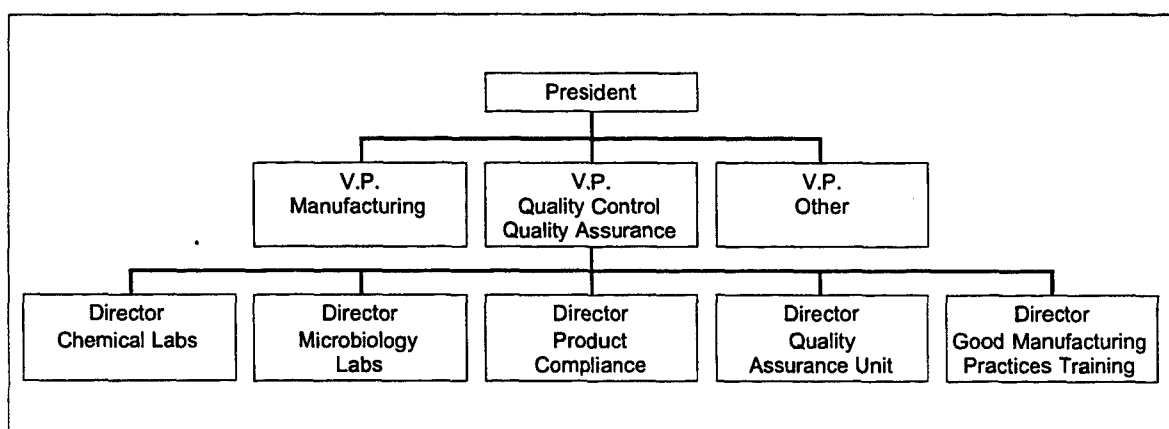 President
V.P.
Manufacturing
V.P.
Quality Control
Quality Assurance
V.P.
Other
Director
Chemical Labs
Director
Microbiology
Labs
Director
Product
Compliance
Director
Quality
Assurance Unit
Director
Good Manufacturing
Practices Training